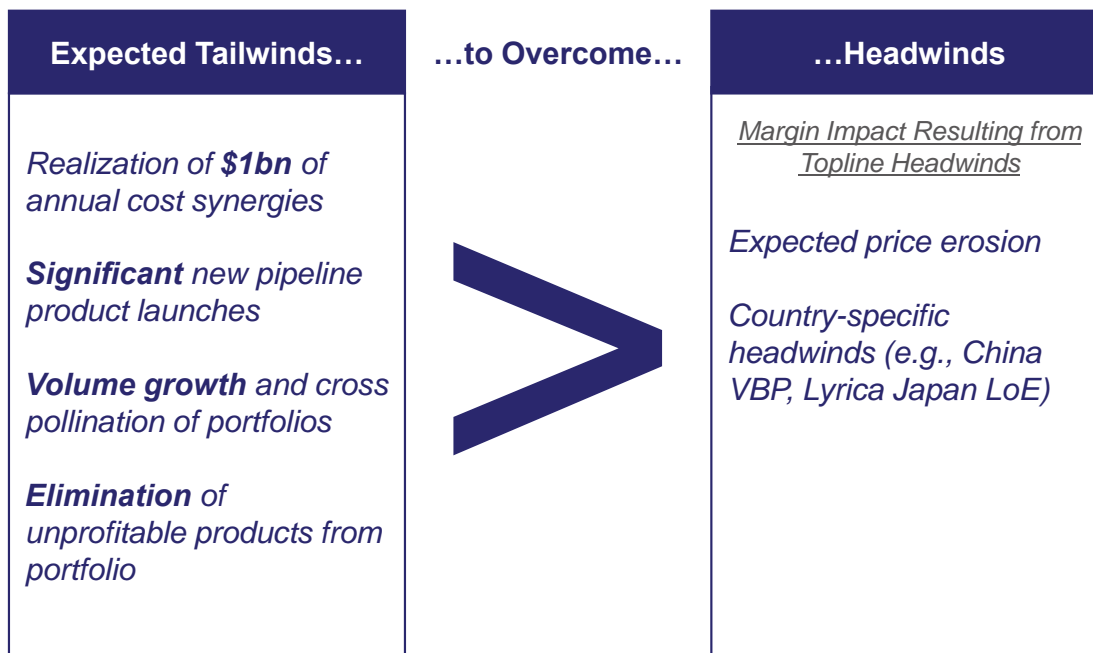 Expected Tailwinds…
…to Overcome…
…Headwinds
Realization of $1bn of
annual cost synergies
Significant new pipeline
product launches
Volume growth and cross
pollination of portfolios
Elimination of
unprofitable products from
portfolio
>
Margin Impact Resulting from
Topline Headwinds
Expected price erosion
Country-specific
headwinds (e.g., China
VBP, Lyrica Japan LoE)